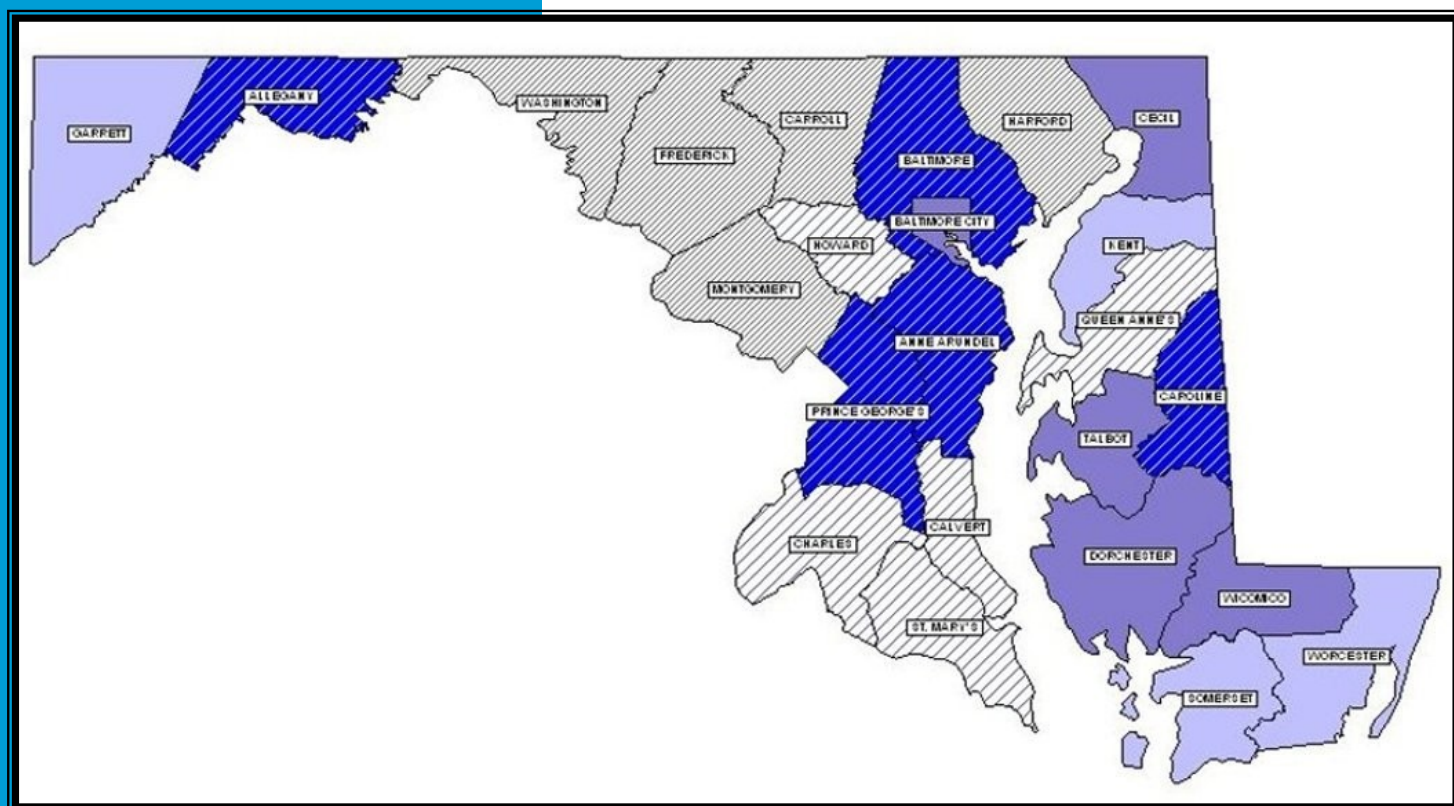 ALLEGANY
WASHINGTON
GARRETT
CARROLL
HARFORD
CECIL
FREDERICK
BALTIMORE
BALTIMORE CITY
HOWARD
KENT
MONTGOMERY
QUEEN ANNE'S
ANNE ARUNDEL
CAROLINE
PRINCE GEORGE'S
TALBOT
CALVERT
CHARLES
DORCHESTER
WICOMICO
ST. MARY'S
WORCESTER
SOMERSET